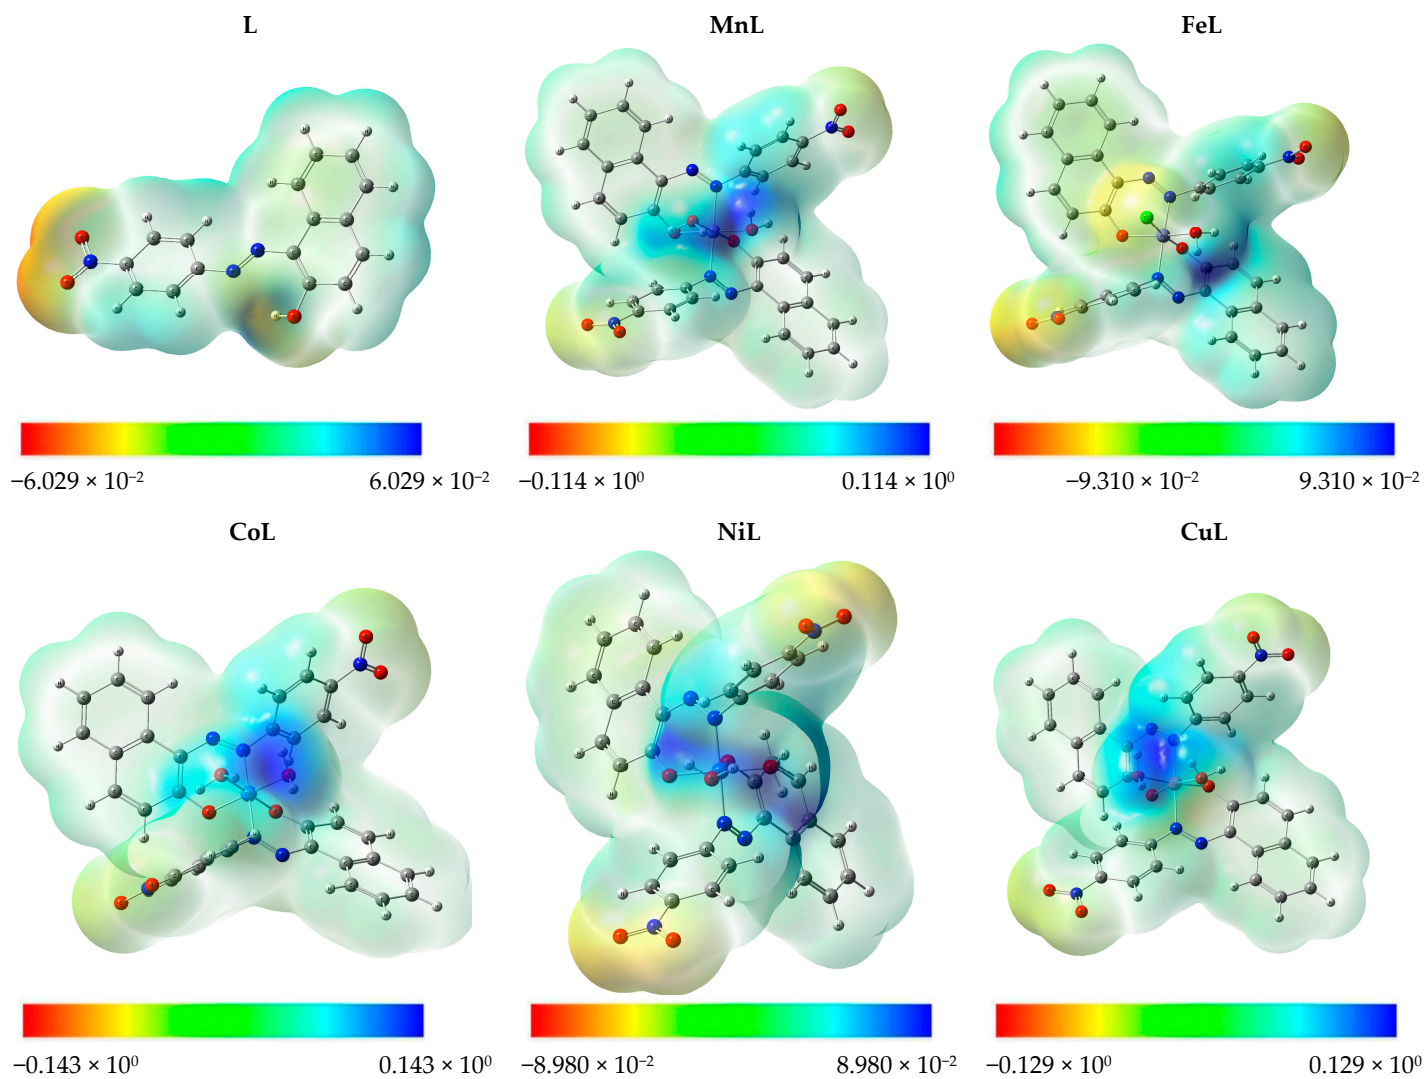 L MnL FeL
−6.029 × 10⁻² 6.029 × 10⁻² −0.114 × 10⁰ 0.114 × 10⁰ −9.310 × 10⁻² 9.310 × 10⁻²
CoL NiL CuL
−0.143 × 10⁰ 0.143 × 10⁰ −8.980 × 10⁻² 8.980 × 10⁻² −0.129 × 10⁰ 0.129 × 10⁰